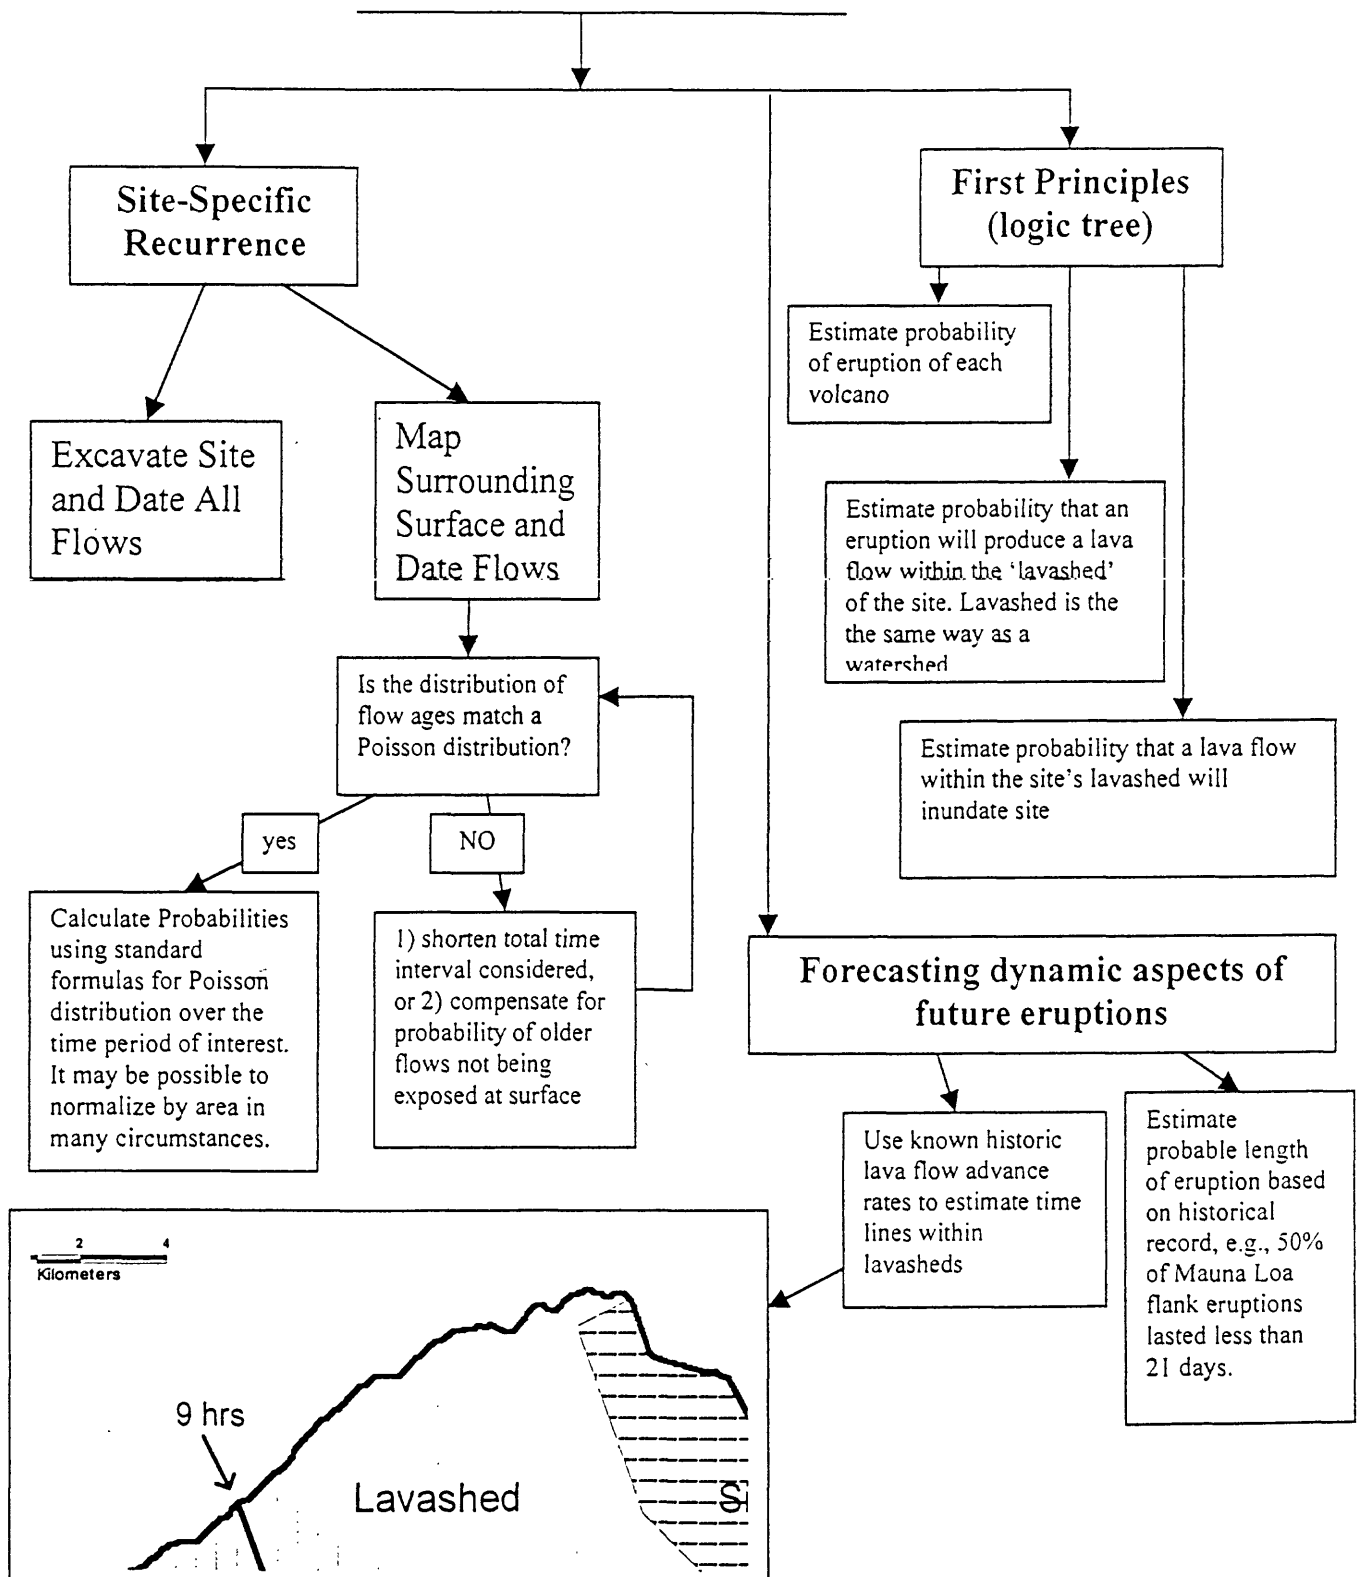 Site-Specific
Recurrence
First Principles
(logic tree)
Estimate probability
of eruption of each
volcano
Excavate Site
and Date All
Flows
Map
Surrounding
Surface and
Date Flows
Estimate probability that an
eruption will produce a lava
flow within the ‘lavashed’
of the site. Lavashed is the
the same way as a
watershed
Is the distribution of
flow ages match a
Poisson distribution?
Estimate probability that a lava flow
within the site's lavashed will
inundate site
yes
NO
Calculate Probabilities
using standard
formulas for Poisson
distribution over the
time period of interest.
It may be possible to
normalize by area in
many circumstances.
1) shorten total time
interval considered,
or 2) compensate for
probability of older
flows not being
exposed at surface
Forecasting dynamic aspects of
future eruptions
Use known historic
lava flow advance
rates to estimate time
lines within
lavasheds
Estimate
probable length
of eruption based
on historical
record, e.g., 50%
of Mauna Loa
flank eruptions
lasted less than
21 days.
2 4
Kilometers
9 hrs
Lavashed
S